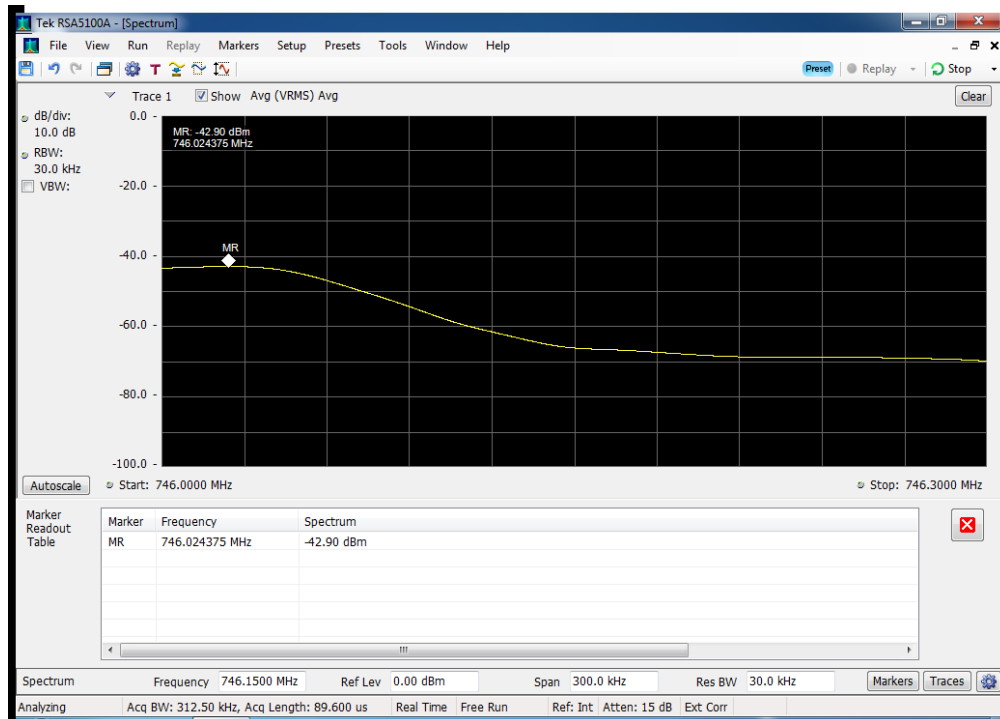 Tek RSA5100A - [Spectrum]
File View Run Replay Markers Setup Presets Tools Window Help
T Preset Replay Stop
Trace 1 Show Avg (VRMS) Avg Clear
dB/div:
10.0 dB
RBW:
30.0 kHz
VBW:
0.0
-20.0
-40.0
-60.0
-80.0
-100.0
MR: -42.90 dBm
746.024375 MHz
MR
Autoscale Start: 746.0000 MHz Stop: 746.3000 MHz
Marker
Readout
Table
Marker Frequency Spectrum
MR 746.024375 MHz -42.90 dBm
Spectrum Frequency 746.1500 MHz Ref Lev 0.00 dBm Span 300.0 kHz Res BW 30.0 kHz Markers Traces
Analyzing Acq BW: 312.50 kHz, Acq Length: 89.600 us Real Time Free Run Ref: Int Atten: 15 dB Ext Corr